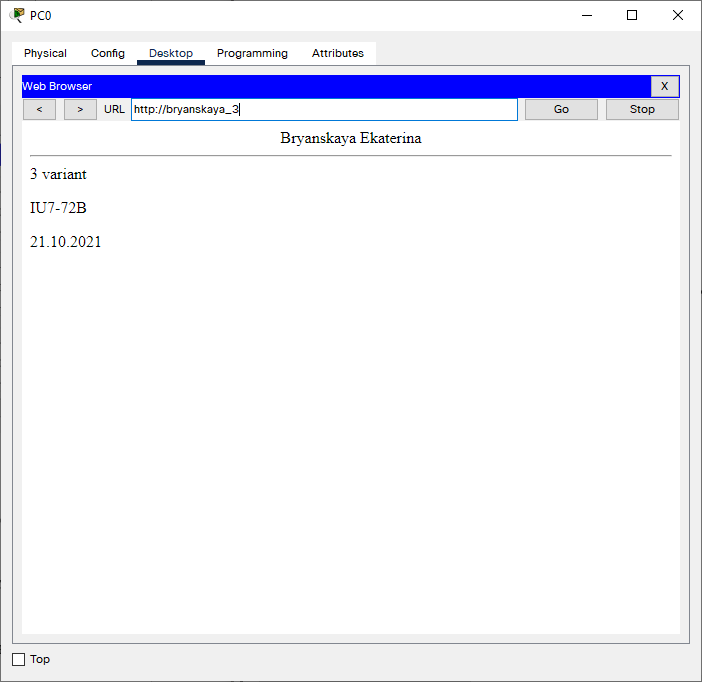 PC0
Physical Config Desktop Programming Attributes
Web Browser X
< > URL http://bryanskaya_3 Go Stop
Bryanskaya Ekaterina
3 variant
IU7-72B
21.10.2021
Top